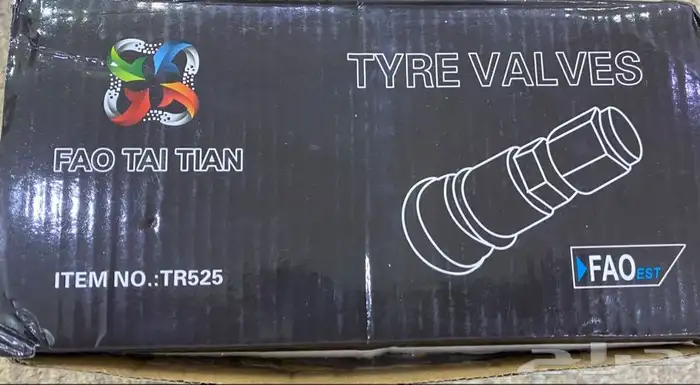 TYRE VALVES
FAO TAI TIAN
ITEM NO.:TR525
FAO EST